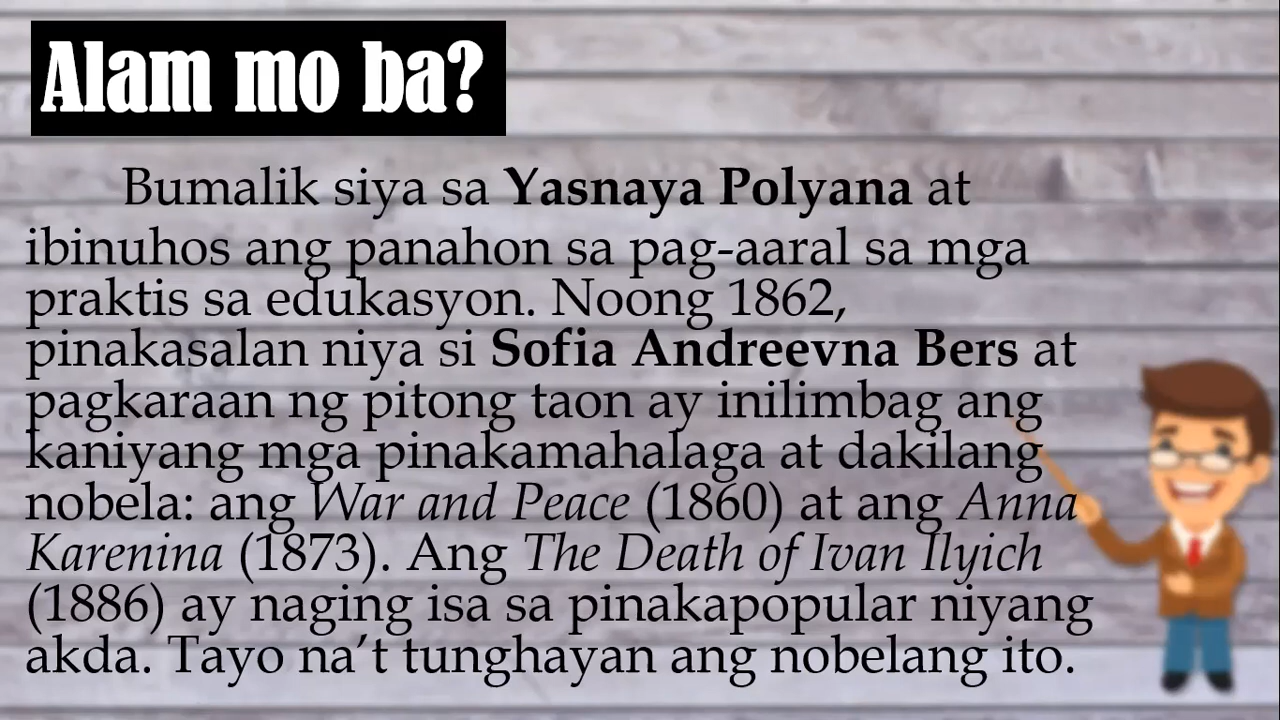 Alam mo ba?
Bumalik siya sa Yasnaya Polyana at
ibinuhos ang panahon sa pag-aaral sa mga
praktis sa edukasyon. Noong 1862,
pinakasalan niya si Sofia Andreevna Bers at
pagkaraan ng pitong taon ay inilimbag ang
kaniyang mga pinakamahalaga at dakilang
nobela: ang War and Peace (1860) at ang Anna
Karenina (1873). Ang The Death of Ivan Ilyich
(1886) ay naging isa sa pinakapopular niyang
akda. Tayo na’t tunghayan ang nobelang ito.